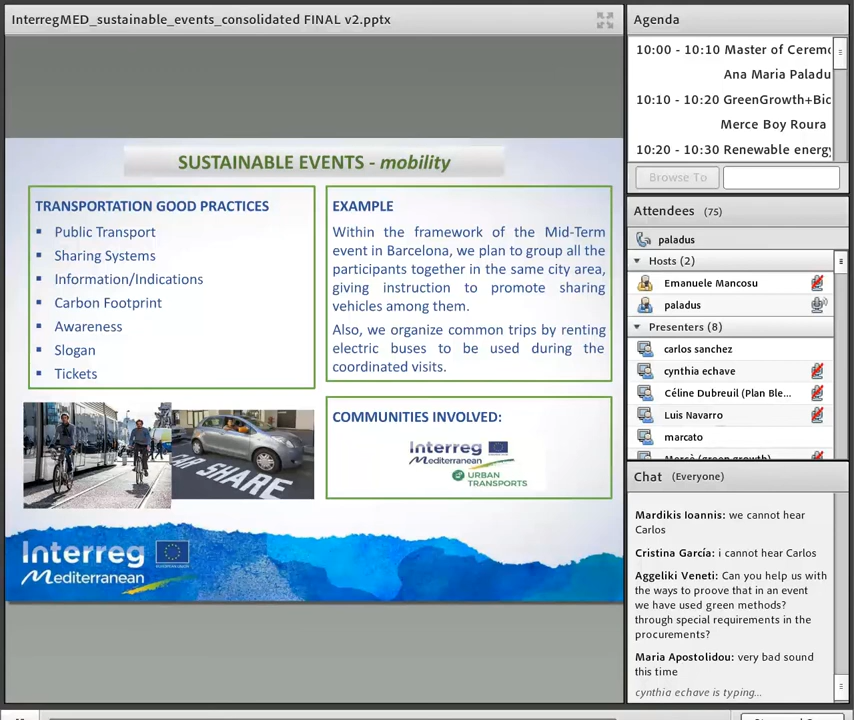 InterregMED_sustainable_events_consolidated FINAL v2.pptx
SUSTAINABLE EVENTS - mobility
TRANSPORTATION GOOD PRACTICES
Public Transport
Sharing Systems
Information/Indications
Carbon Footprint
Awareness
Slogan
Tickets
EXAMPLE
Within the framework of the Mid-Term
event in Barcelona, we plan to group all the
participants together in the same city area,
giving instruction to promote sharing
vehicles among them.
Also, we organize common trips by renting
electric buses to be used during the
coordinated visits.
CAR SHARE
COMMUNITIES INVOLVED:
Interreg
Mediterranean
URBAN
TRANSPORTS
Interreg
Mediterranean
EUROPEAN UNION
Agenda
10:00 - 10:10 Master of Ceremo
Ana Maria Paladu
10:10 - 10:20 GreenGrowth+Bio
Merce Boy Roura
10:20 - 10:30 Renewable energy
Browse To
Attendees (75)
paladus
Hosts (2)
Emanuele Mancosu
paladus
Presenters (8)
carlos sanchez
cynthia echave
Céline Dubreuil (Plan Ble...
Luis Navarro
marcato
Mercè (green growth)
Chat (Everyone)
Mardikis Ioannis: we cannot hear
Carlos
Cristina García: i cannot hear Carlos
Aggeliki Veneti: Can you help us with
the ways to proove that in an event
we have used green methods?
through special requirements in the
procurements?
Maria Apostolidou: very bad sound
this time
cynthia echave is typing...